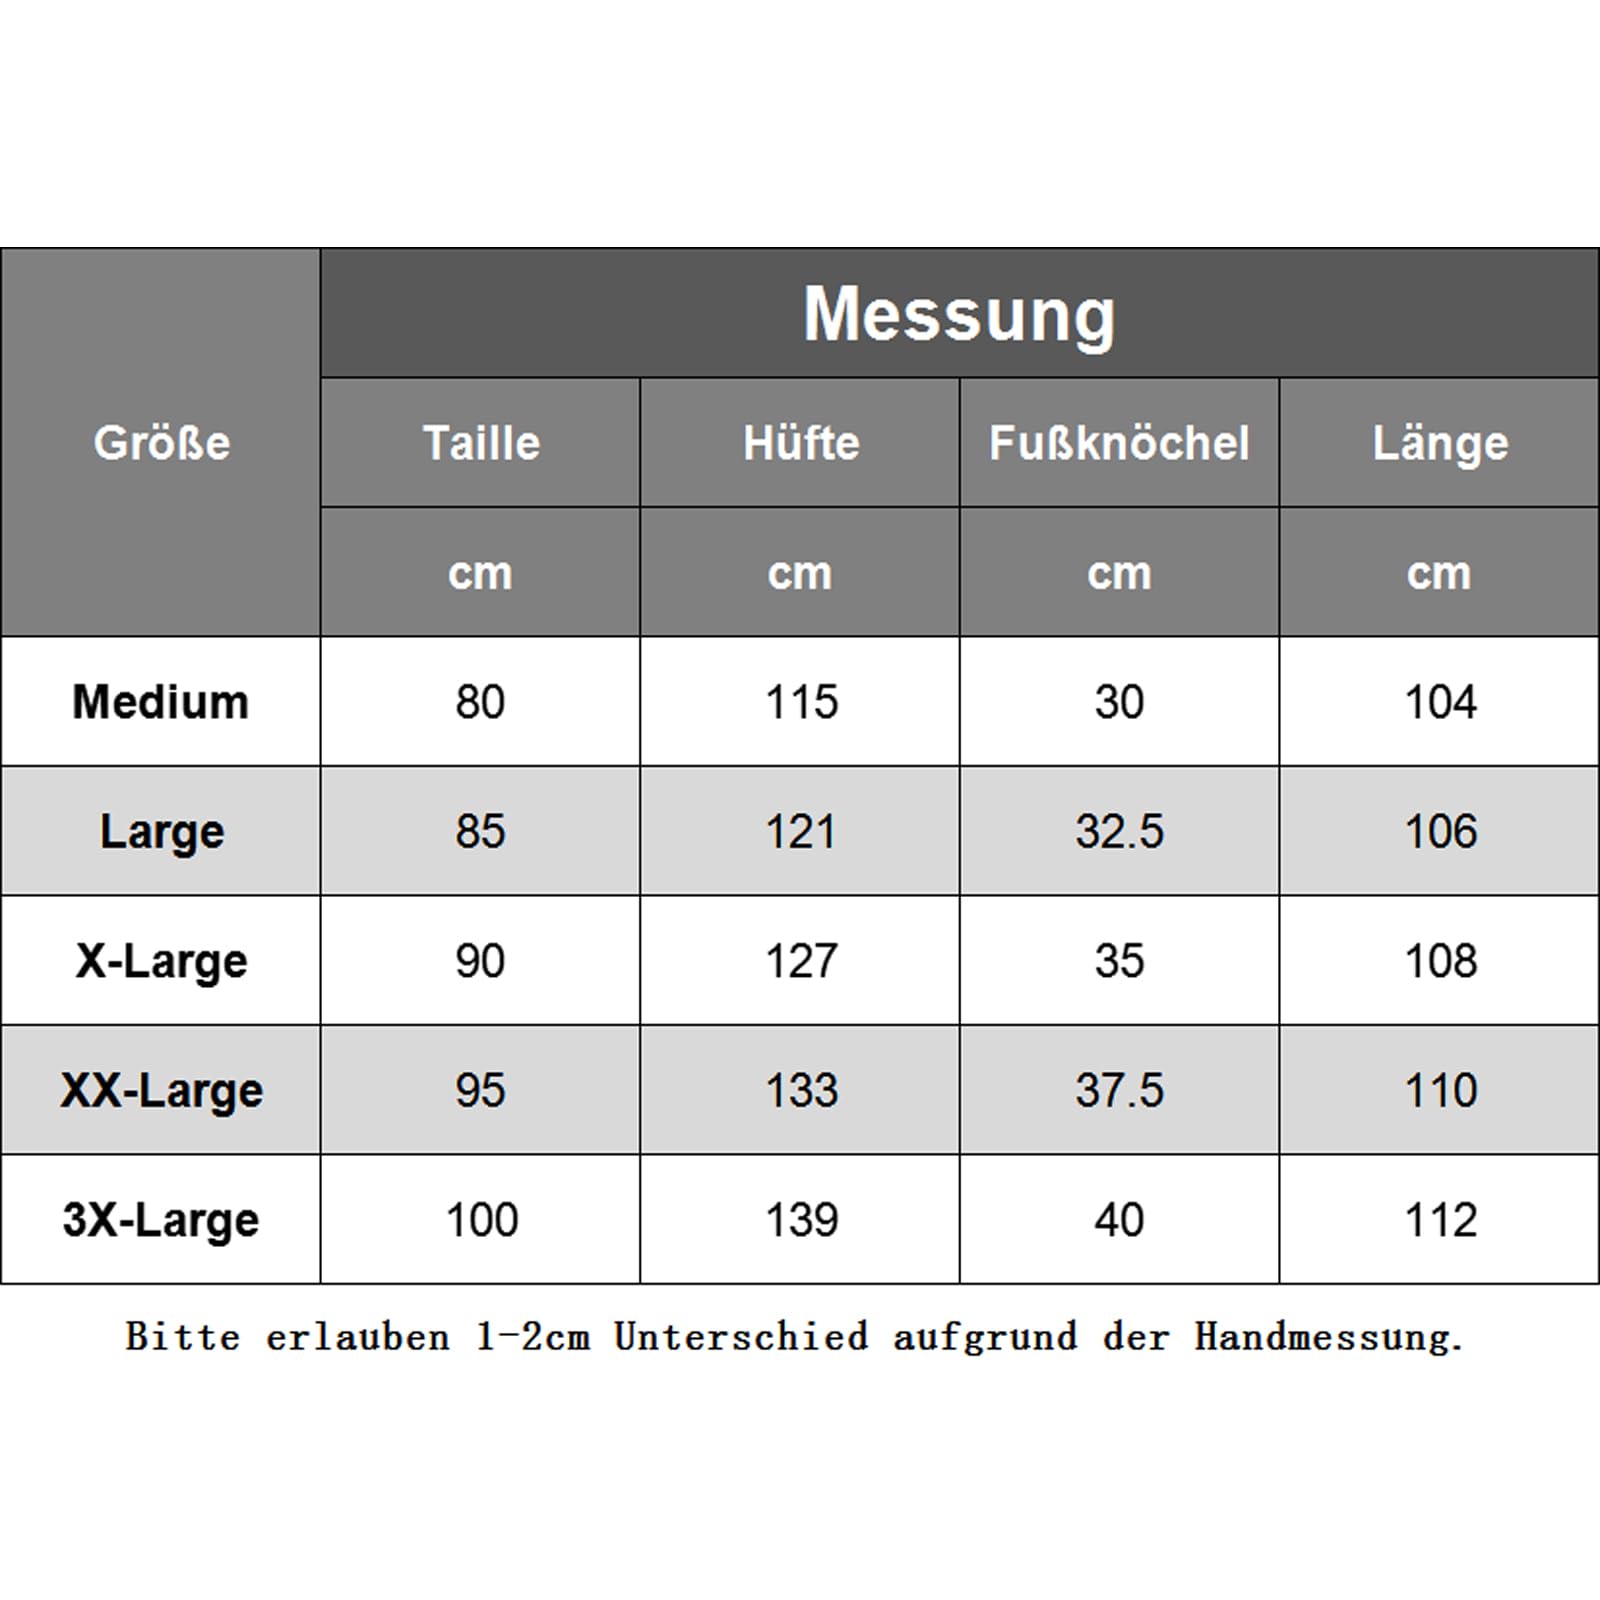 Messung
Größe Taille Hüfte Fußknöchel Länge
cm cm cm cm
Medium 80 115 30 104
Large 85 121 32.5 106
X-Large 90 127 35 108
XX-Large 95 133 37.5 110
3X-Large 100 139 40 112
Bitte erlauben 1-2cm Unterschied aufgrund der Handmessung.